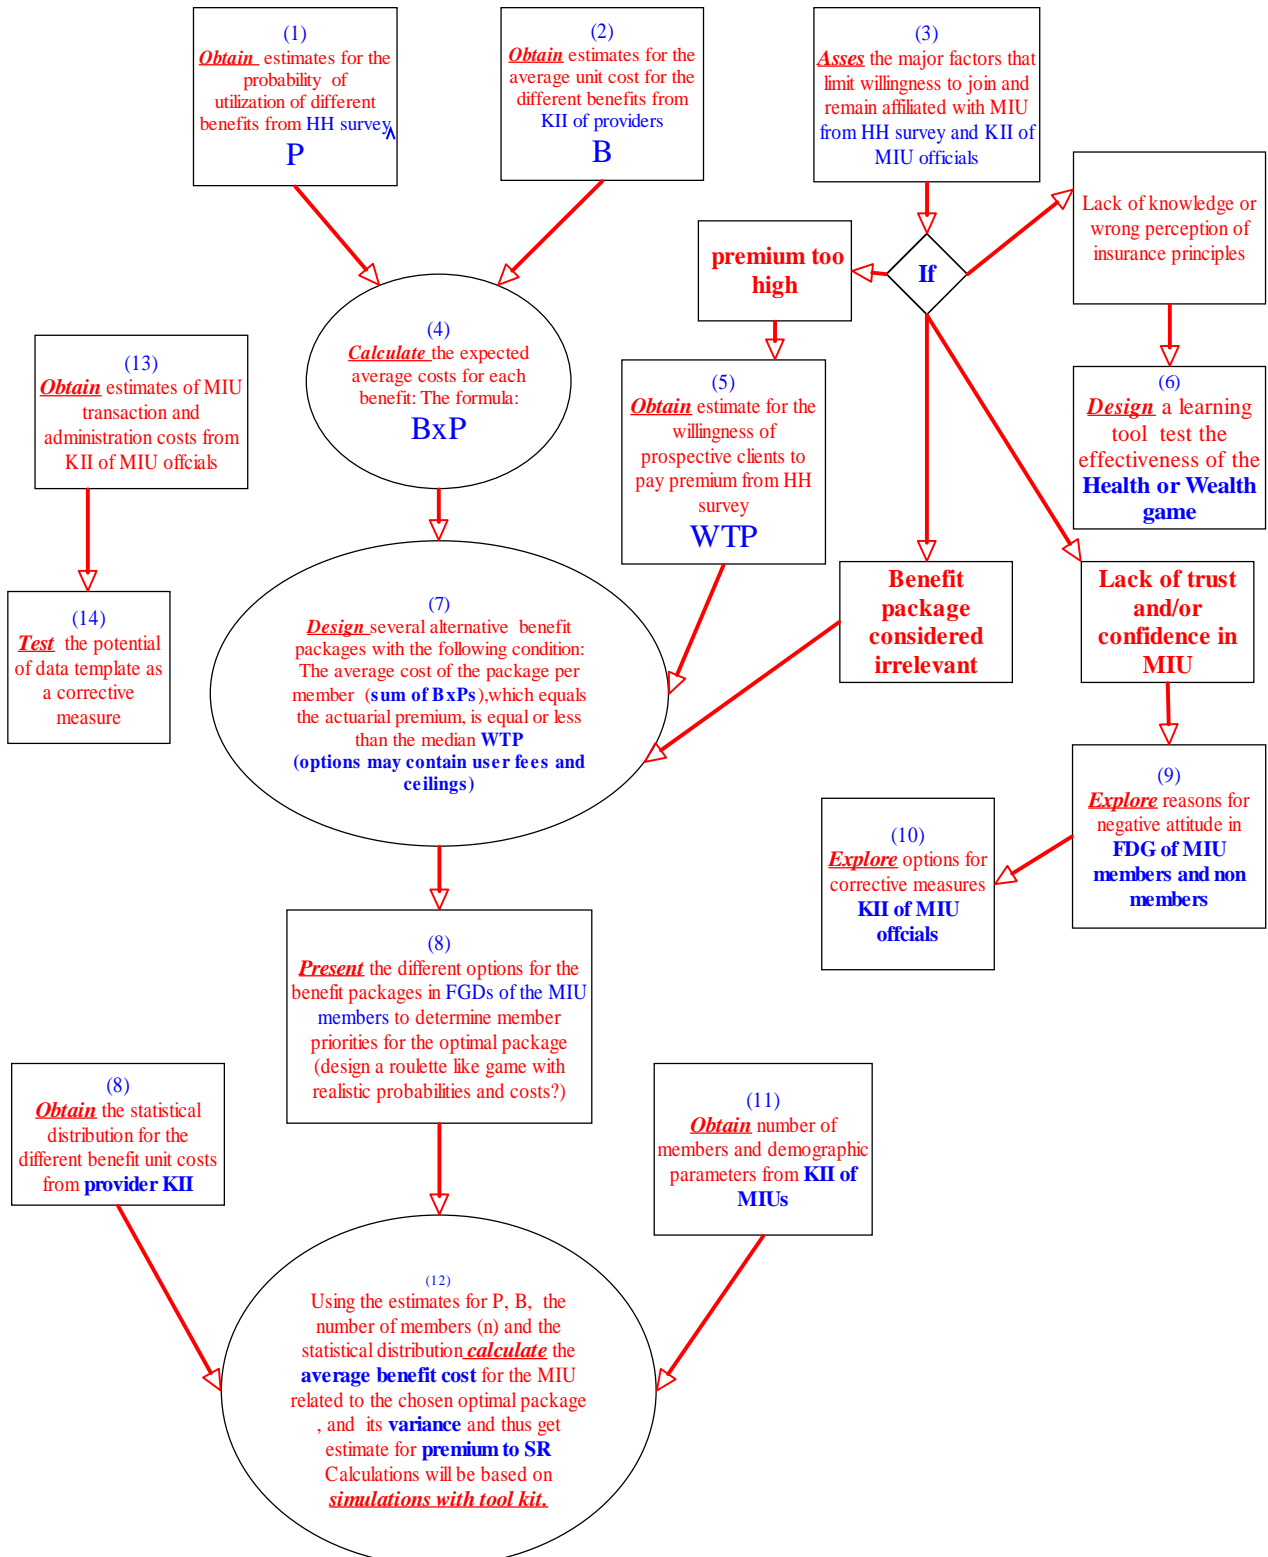 (1)
Obtain estimates for the
probability of
utilization of different
benefits from HH survey^
P
(2)
Obtain estimates for the
average unit cost for the
different benefits from
KII of providers
B
(3)
Asses the major factors that
limit willingness to join and
remain affiliated with MIU
from HH survey and KII of
MIU officials
Lack of knowledge or
wrong perception of
insurance principles
premium too
high
If
(4)
Calculate the expected
average costs for each
benefit: The formula:
BxP
(13)
Obtain estimates of MIU
transaction and
administration costs from
KII of MIU offcials
(5)
Obtain estimate for the
willingness of
prospective clients to
pay premium from HH
survey
WTP
(6)
Design a learning
tool test the
effectiveness of the
Health or Wealth
game
(14)
Test the potential
of data template as
a corrective
measure
(7)
Design several alternative benefit
packages with the following condition:
The average cost of the package per
member (sum of BxPs),which equals
the actuarial premium, is equal or less
than the median WTP
(options may contain user fees and
ceilings)
Benefit
package
considered
irrelevant
Lack of trust
and/or
confidence in
MIU
(9)
Explore reasons for
negative attitude in
FDG of MIU
members and non
members
(10)
Explore options for
corrective measures
KII of MIU
offcials
(8)
Present the different options for the
benefit packages in FGDs of the MIU
members to determine member
priorities for the optimal package
(design a roulette like game with
realistic probabilities and costs?)
(8)
Obtain the statistical
distribution for the
different benefit unit costs
from provider KII
(11)
Obtain number of
members and demographic
parameters from KII of
MIUs
(12)
Using the estimates for P, B, the
number of members (n) and the
statistical distribution calculate the
average benefit cost for the MIU
related to the chosen optimal package
, and its variance and thus get
estimate for premium to SR
Calculations will be based on
simulations with tool kit.